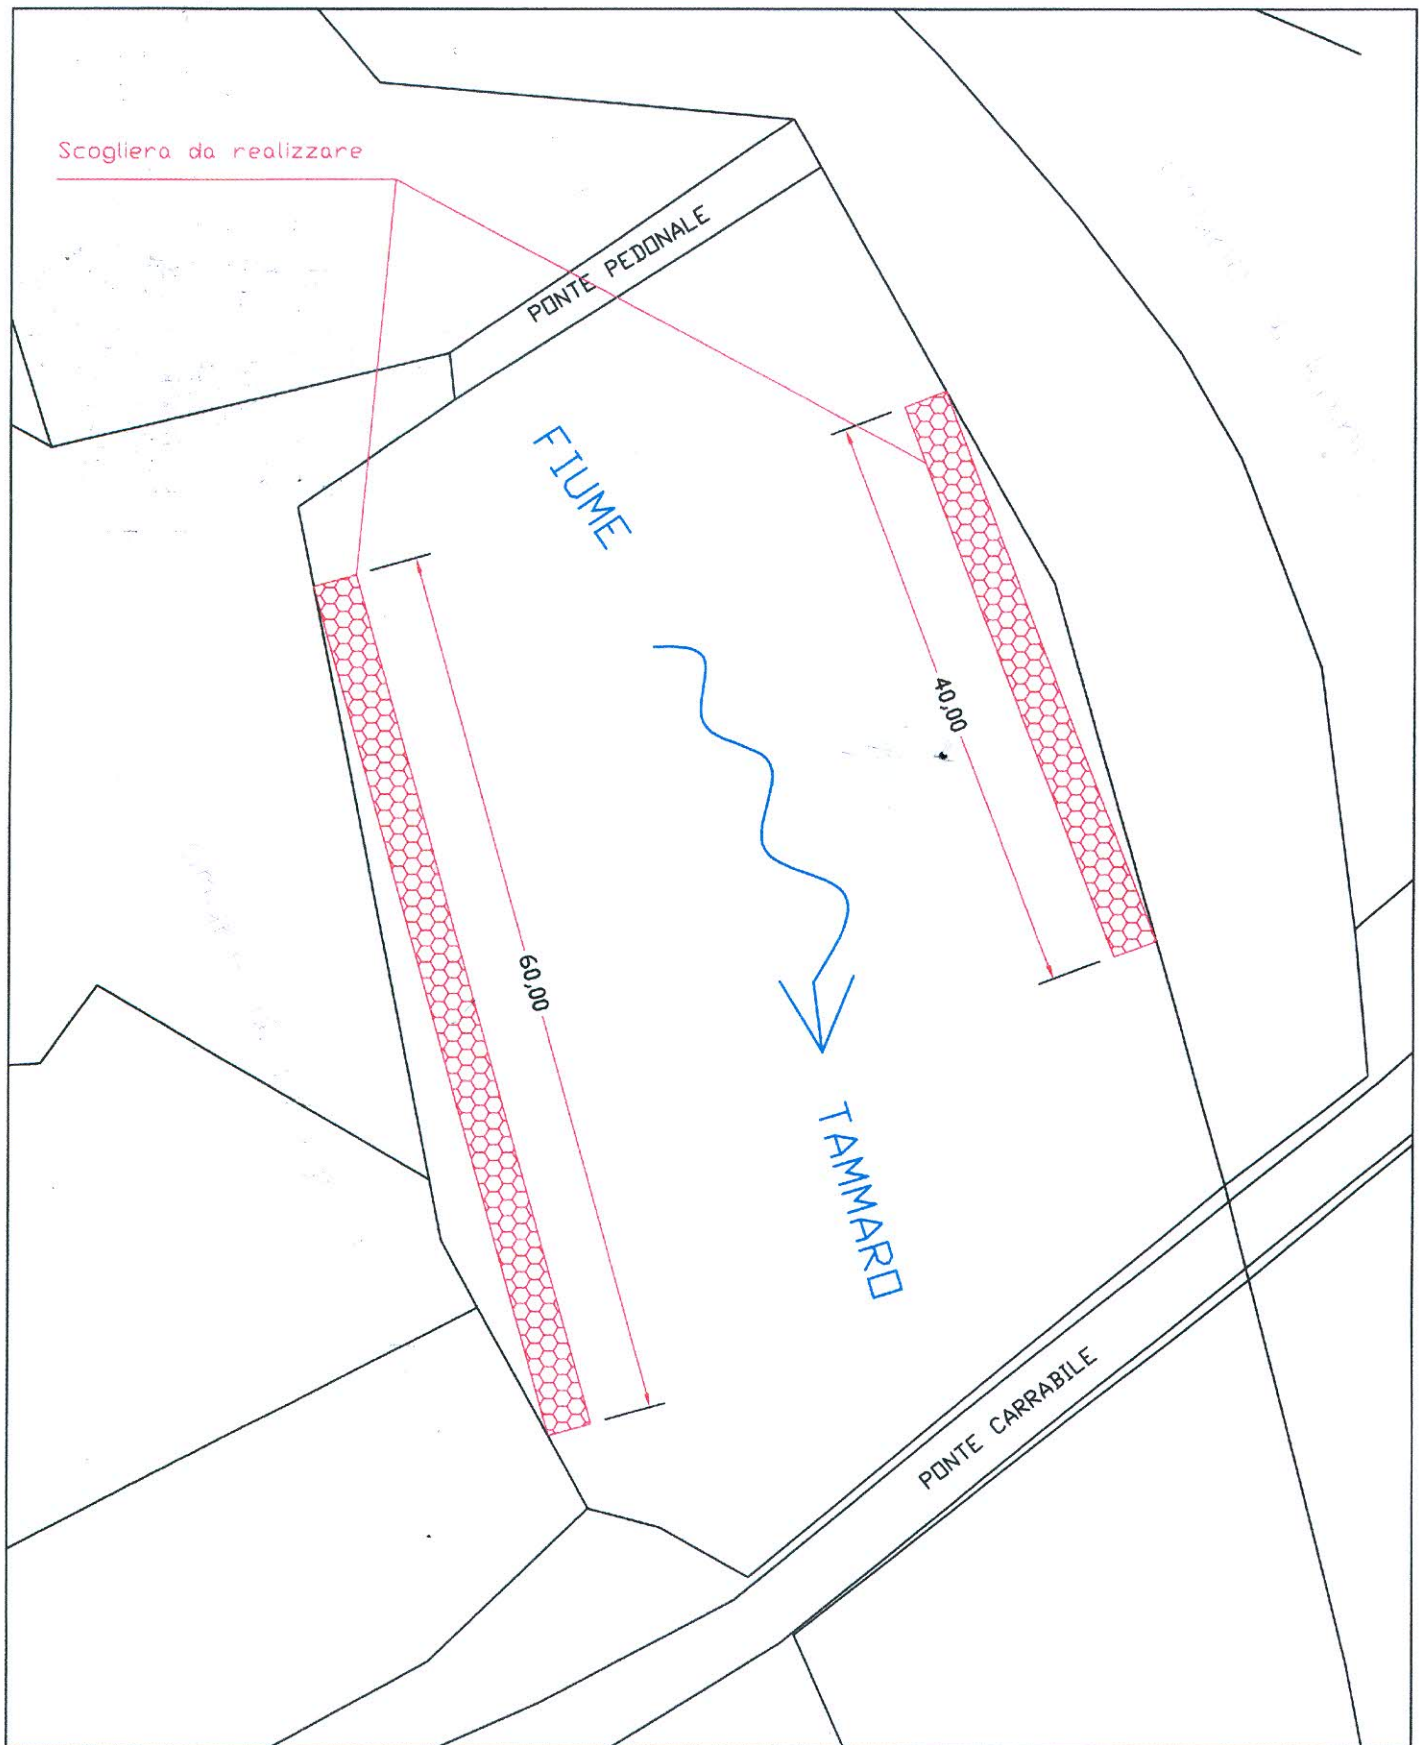 Scogliera da realizzare
PONTE PEDONALE
FIUME
40,00
60,00
TAMMARO
PONTE CARRABILE